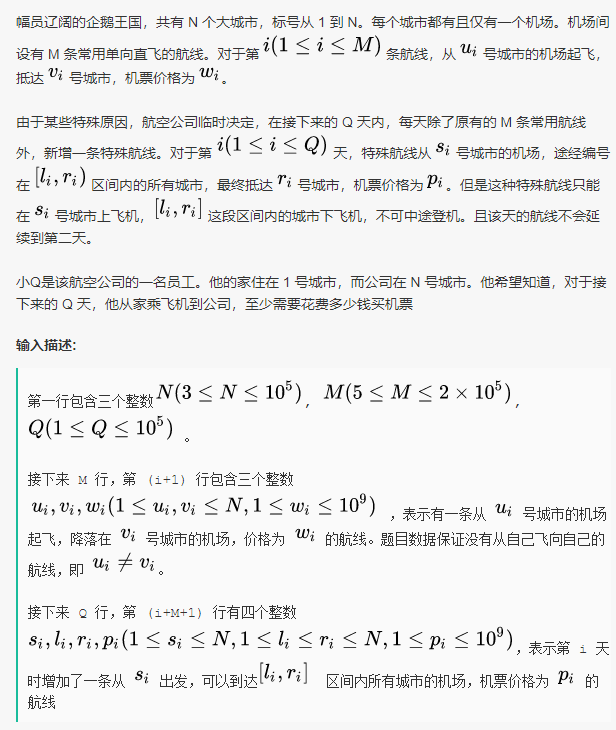 幅员辽阔的企鹅王国，共有 N 个大城市，标号从 1 到 N。每个城市都有且仅有一个机场。机场间
设有 M 条常用单向直飞的航线。对于第 i(1 ≤ i ≤ M) 条航线，从 u_i 号城市的机场起飞，
抵达 v_i 号城市，机票价格为 w_i 。
由于某些特殊原因，航空公司临时决定，在接下来的 Q 天内，每天除了原有的 M 条常用航线
外，新增一条特殊航线。对于第 i(1 ≤ i ≤ Q) 天，特殊航线从 s_i 号城市的机场，途经编号
在 [l_i, r_i) 区间内的所有城市，最终抵达 r_i 号城市，机票价格为 p_i 。但是这种特殊航线只能
在 s_i 号城市上飞机，[l_i, r_i] 这段区间内的城市下飞机，不可中途登机。且该天的航线不会延
续到第二天。
小Q是该航空公司的一名员工。他的家住在 1 号城市，而公司在 N 号城市。他希望知道，对于接
下来的 Q 天，他从家乘飞机到公司，至少需要花费多少钱买机票
输入描述:
第一行包含三个整数 N(3 ≤ N ≤ 10^5)， M(5 ≤ M ≤ 2 × 10^5)，
Q(1 ≤ Q ≤ 10^5) 。
接下来 M 行，第 (i+1) 行包含三个整数
u_i, v_i, w_i(1 ≤ u_i, v_i ≤ N, 1 ≤ w_i ≤ 10^9) ，表示有一条从 u_i 号城市的机场
起飞，降落在 v_i 号城市的机场，价格为 w_i 的航线。题目数据保证没有从自己飞向自己的
航线，即 u_i ≠ v_i 。
接下来 Q 行，第 (i+M+1) 行有四个整数
s_i, l_i, r_i, p_i(1 ≤ s_i ≤ N, 1 ≤ l_i ≤ r_i ≤ N, 1 ≤ p_i ≤ 10^9)，表示第 i 天
时增加了一条从 s_i 出发，可以到达[l_i, r_i] 区间内所有城市的机场，机票价格为 p_i 的
航线